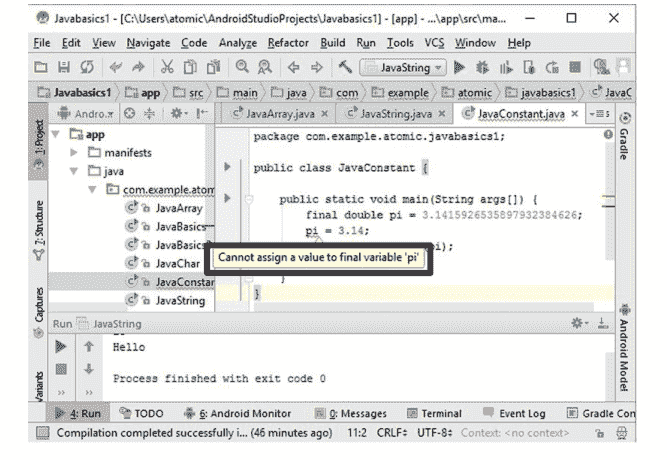 Javabasics1 - [C:\Users\atomic\AndroidStudioProjects\Javabasics1] - [app] - ...\app\src\ma...
File Edit View Navigate Code Analyze Refactor Build Run Tools VCS Window Help
JavaString
Javabasics1 app src main java com example atomic javabasics1 JavaC
Andro... JavaArray.java × JavaString.java × JavaConstant.java ×
1: Project
Z: Structure
Captures
Variants
Gradle
Android Model
app
manifests
java
com.example.atom
JavaArray
JavaBasics
JavaBasics
JavaChar
JavaConstar
JavaString
package com.example.atomic.javabasics1;
public class JavaConstant {
public static void main(String args[]) {
final double pi = 3.1415926535897932384626;
pi = 3.14;
pi);
Cannot assign a value to final variable 'pi'
}
}
Run JavaString
Hello
Process finished with exit code 0
4: Run TODO 6: Android Monitor 0: Messages Terminal Event Log Gradle Con
Compilation completed successfully i... (46 minutes ago) 11:2 CRLF UTF-8 Context: <no context>